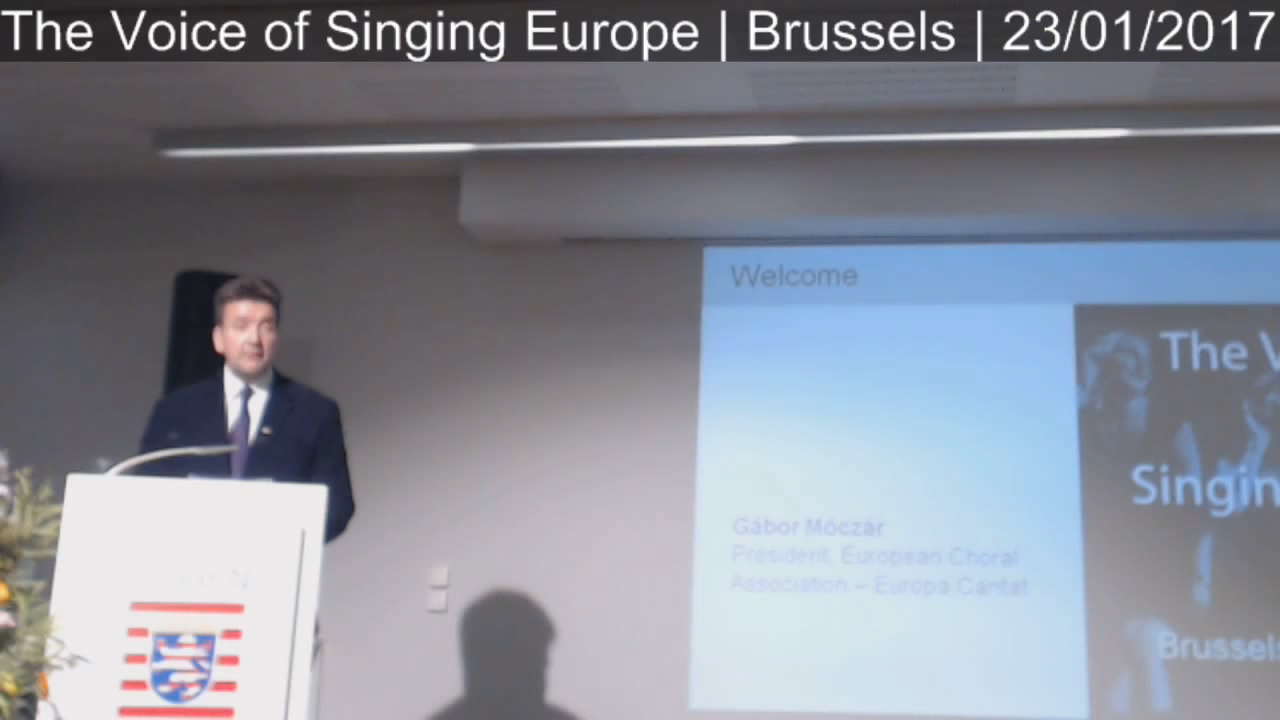 The Voice of Singing Europe | Brussels | 23/01/2017
Welcome
The V
Singin
Gábor Móczár
President, European Choral
Association – Europa Cantat
Brussels